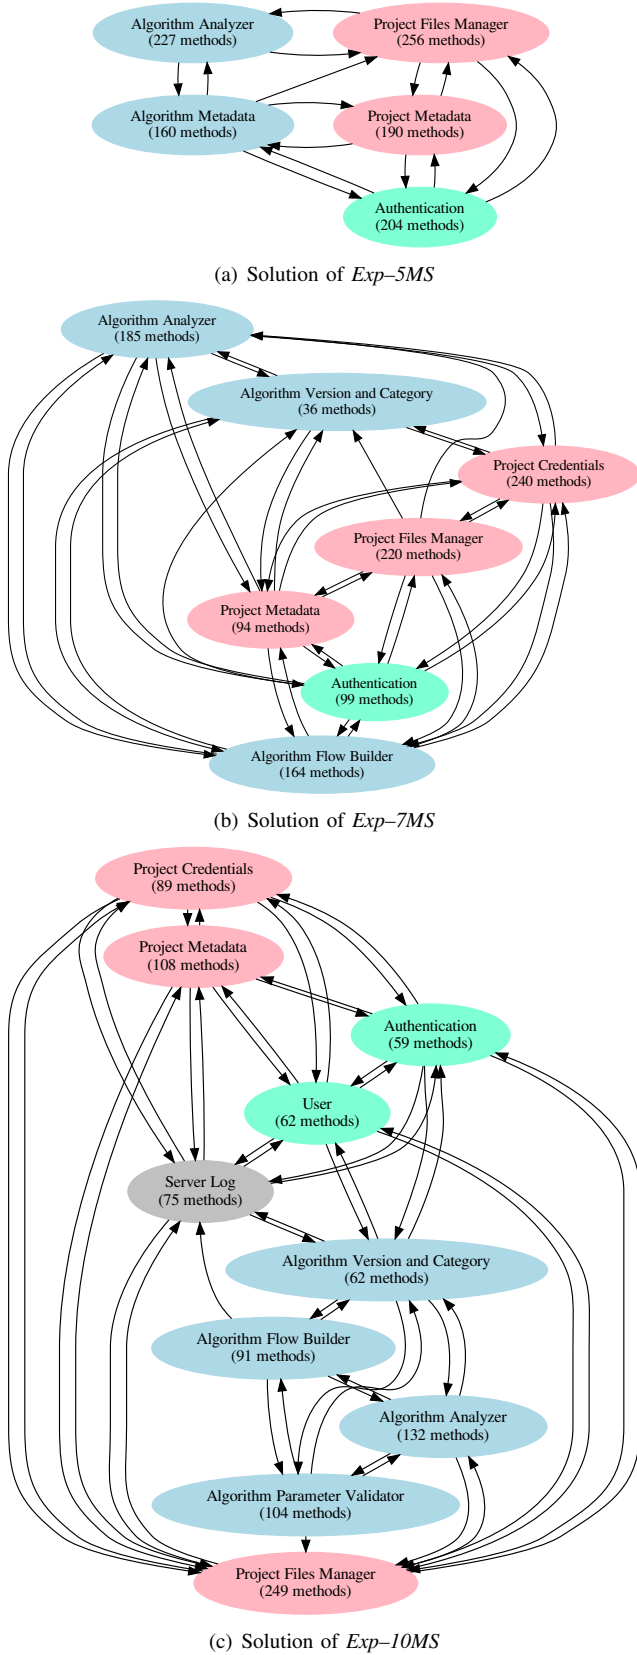 Algorithm Analyzer
(227 methods)
Project Files Manager
(256 methods)
Algorithm Metadata
(160 methods)
Project Metadata
(190 methods)
Authentication
(204 methods)
(a) Solution of Exp–5MS
Algorithm Analyzer
(185 methods)
Algorithm Version and Category
(36 methods)
Project Credentials
(240 methods)
Project Files Manager
(220 methods)
Project Metadata
(94 methods)
Authentication
(99 methods)
Algorithm Flow Builder
(164 methods)
(b) Solution of Exp–7MS
Project Credentials
(89 methods)
Project Metadata
(108 methods)
Authentication
(59 methods)
User
(62 methods)
Server Log
(75 methods)
Algorithm Version and Category
(62 methods)
Algorithm Flow Builder
(91 methods)
Algorithm Analyzer
(132 methods)
Algorithm Parameter Validator
(104 methods)
Project Files Manager
(249 methods)
(c) Solution of Exp–10MS